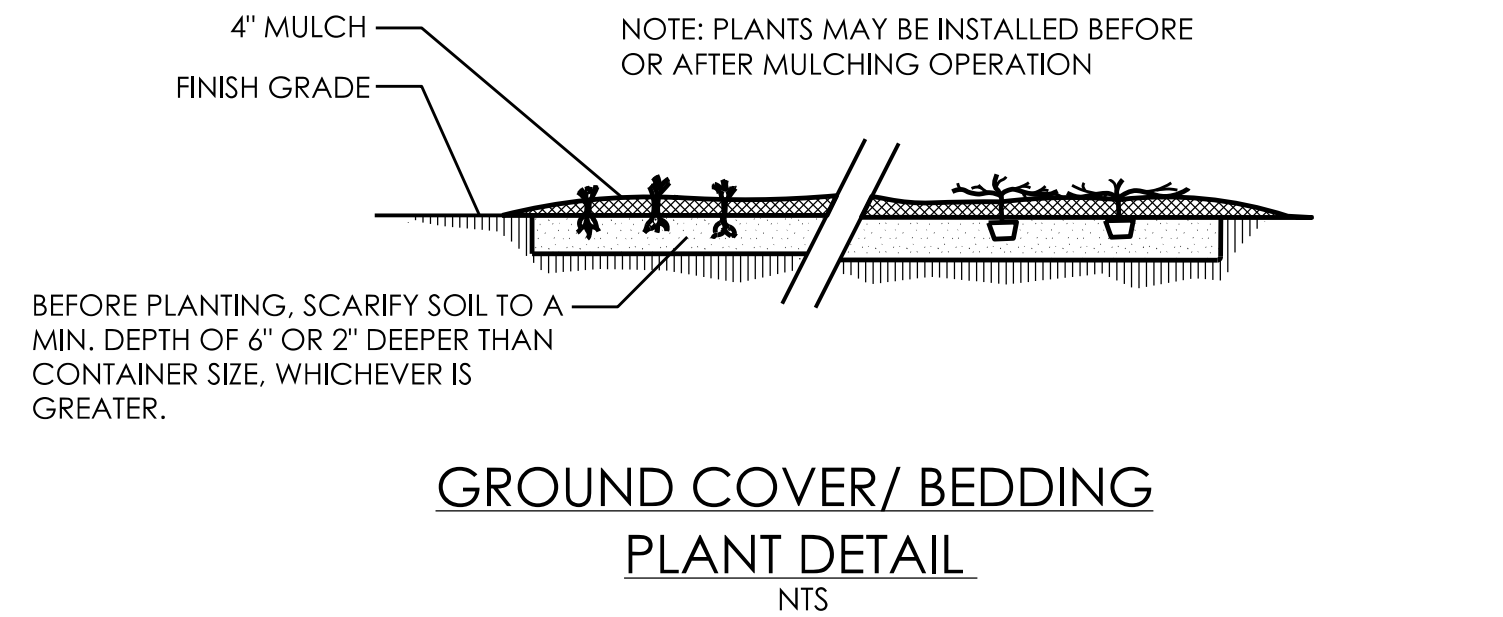 4" MULCH
FINISH GRADE
NOTE: PLANTS MAY BE INSTALLED BEFORE
OR AFTER MULCHING OPERATION
BEFORE PLANTING, SCARIFY SOIL TO A
MIN. DEPTH OF 6" OR 2" DEEPER THAN
CONTAINER SIZE, WHICHEVER IS
GREATER.
GROUND COVER/ BEDDING
PLANT DETAIL
NTS